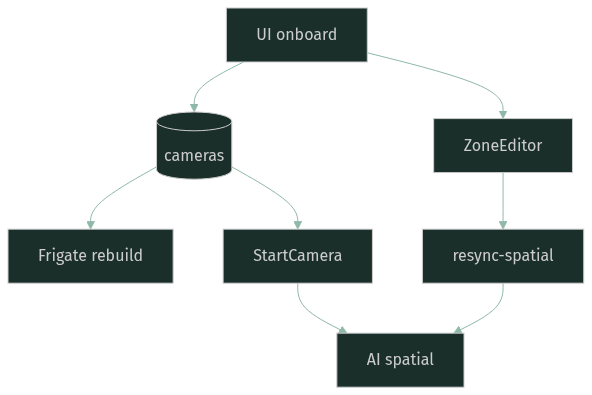 UI onboard
cameras
ZoneEditor
Frigate rebuild
StartCamera
resync-spatial
AI spatial